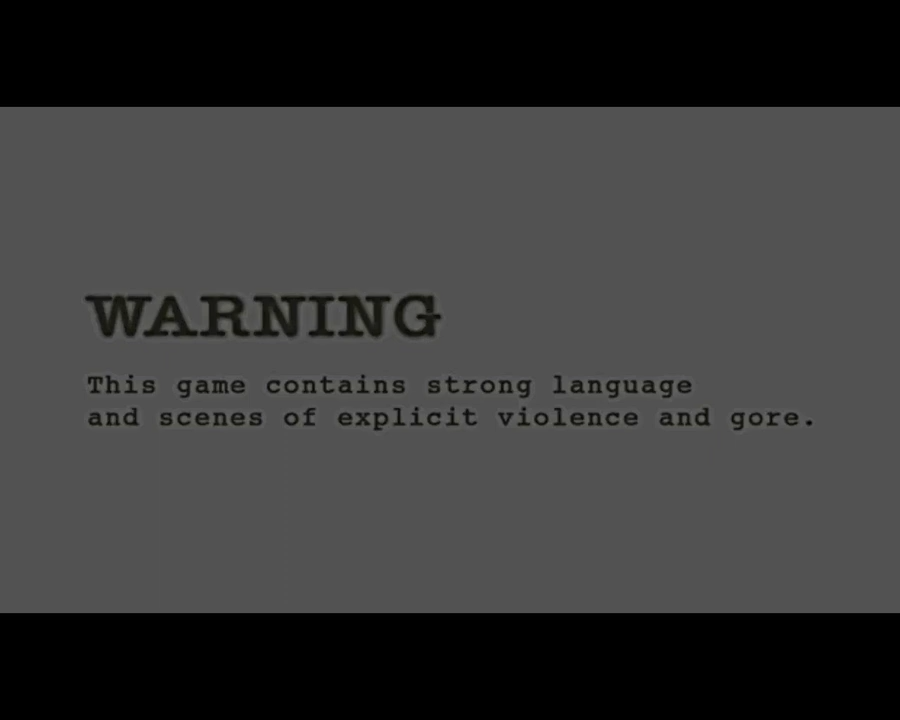 WARNING
This game contains strong language
and scenes of explicit violence and gore.